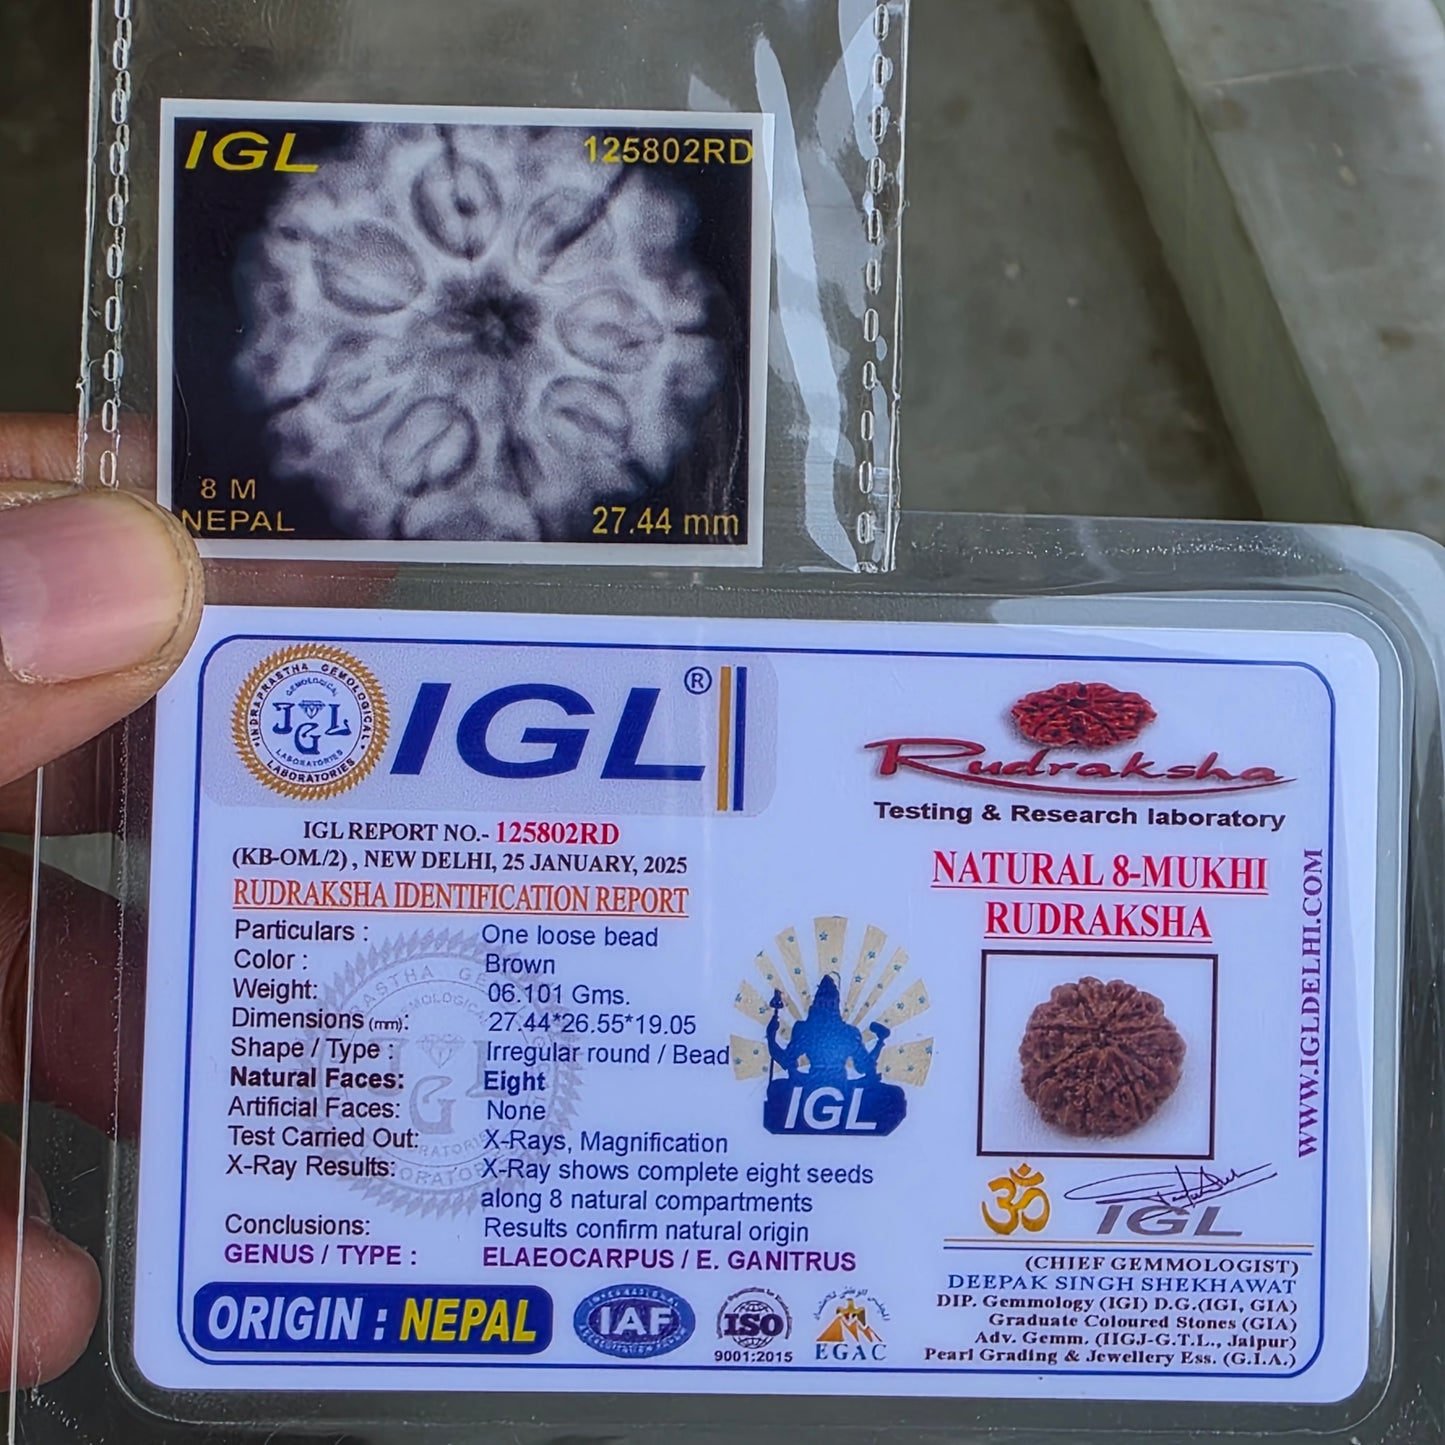 IGL
125802RD
8 M
NEPAL
27.44 mm
INDRAPRASTHA GEMOLOGICAL
LABORATORIES
GEMOLOGICAL
IGL
LABORATORIES
IGL®
Rudraksha
Testing & Research laboratory
IGL REPORT NO.- 125802RD
(KB-OM./2) , NEW DELHI, 25 JANUARY, 2025
RUDRAKSHA IDENTIFICATION REPORT
Particulars : One loose bead
Color : Brown
Weight: 06.101 Gms.
Dimensions (mm): 27.44*26.55*19.05
Shape / Type : Irregular round / Bead
Natural Faces: Eight
Artificial Faces: None
Test Carried Out: X-Rays, Magnification
X-Ray Results: X-Ray shows complete eight seeds
along 8 natural compartments
Conclusions: Results confirm natural origin
GENUS / TYPE : ELAEOCARPUS / E. GANITRUS
ORIGIN : NEPAL
IAF
ISO
9001:2015
EGAC
IGL
NATURAL 8-MUKHI
RUDRAKSHA
WWW.IGLDELHI.COM
ॐ
IGL
(CHIEF GEMMOLOGIST)
DEEPAK SINGH SHEKHAWAT
DIP. Gemmology (IGI) D.G.(IGI, GIA)
Graduate Coloured Stones (GIA)
Adv. Gemm. (IIGJ-G.T.L., Jaipur)
Pearl Grading & Jewellery Ess. (G.I.A.)